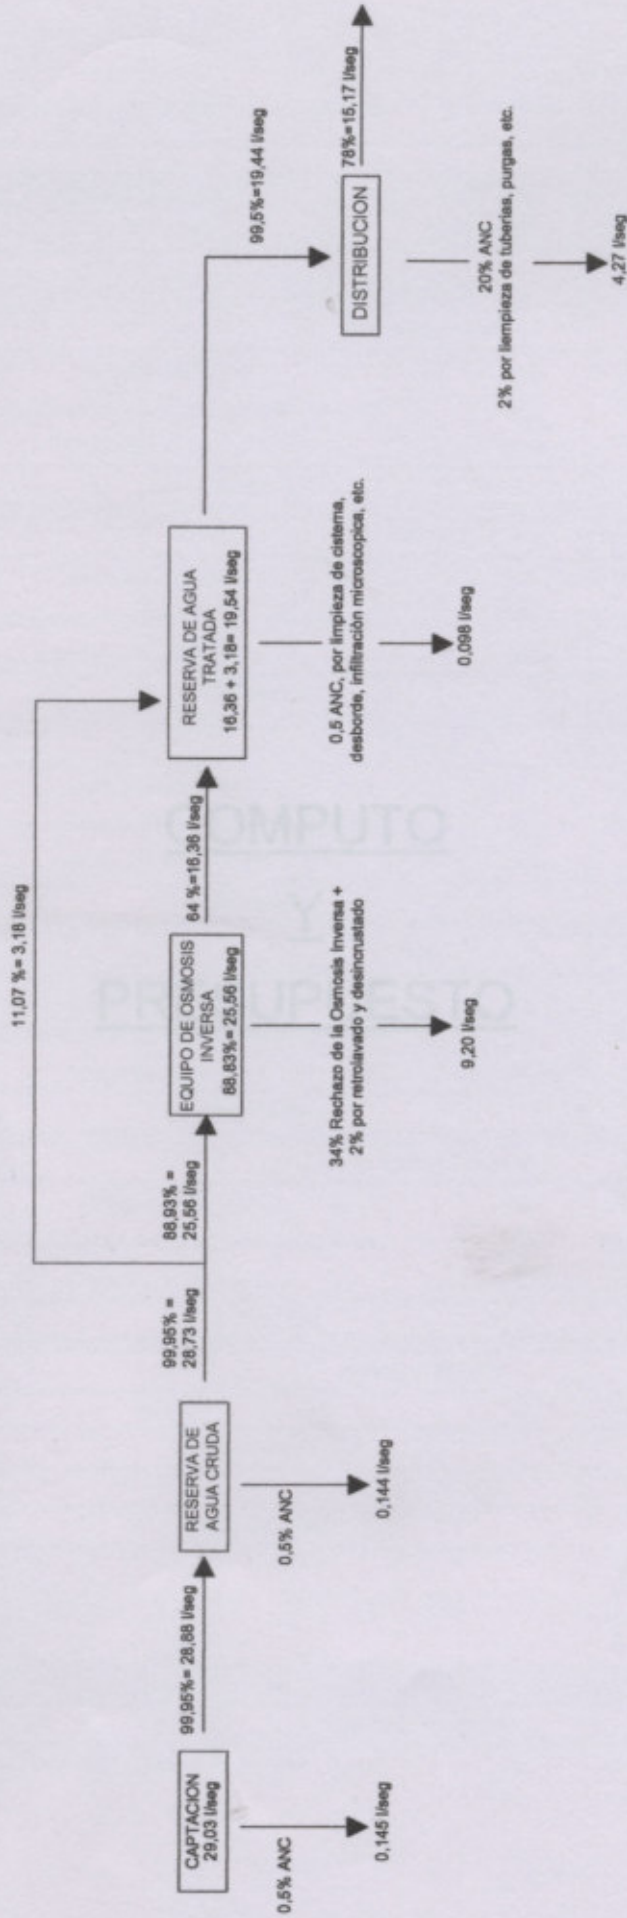 CAPTACION
29,03 l/seg
0,5% ANC
0,145 l/seg
99,95%= 28,88 l/seg
RESERVA DE
AGUA CRUDA
0,5% ANC
0,144 l/seg
99,95% =
28,73 l/seg
11,07 %= 3,18 l/seg
88,93% =
25,56 l/seg
EQUIPO DE OSMOSIS
INVERSA
88,83%= 25,56 l/seg
34% Rechazo de la Osmosis Inversa +
2% por retrolavado y desincrustado
9,20 l/seg
64 %=16,36 l/seg
RESERVA DE AGUA
TRATADA
16,36 + 3,18= 19,54 l/seg
0,5 ANC, por limpieza de cisterna,
desborde, infiltración microscopica, etc.
0,098 l/seg
99,5%=19,44 l/seg
DISTRIBUCION
78%=15,17 l/seg
20% ANC
2% por liempieza de tuberias, purgas, etc.
4,27 l/seg
COMPUTO
Y
PRESUPUESTO